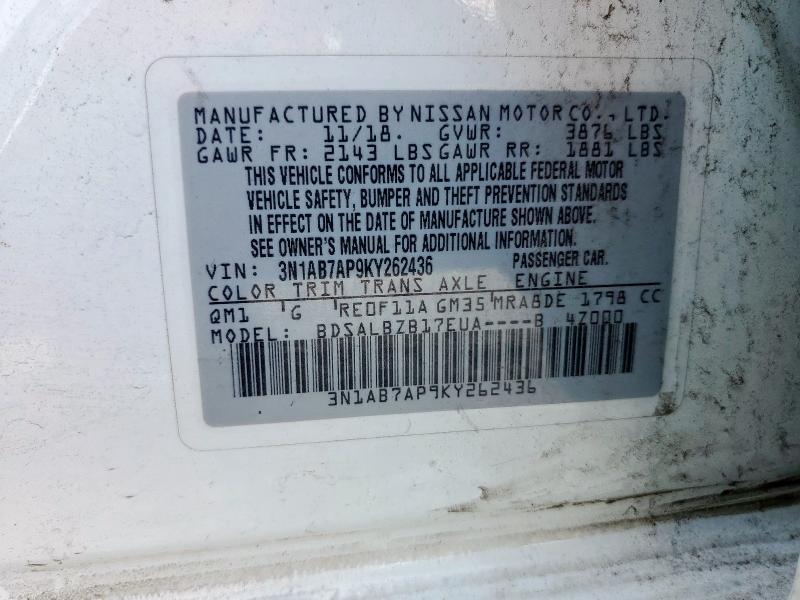 MANUFACTURED BY NISSAN MOTOR CO., LTD.
DATE: 11/18. GVWR: 3876 LBS
GAWR FR: 2143 LBS GAWR RR: 1881 LBS
THIS VEHICLE CONFORMS TO ALL APPLICABLE FEDERAL MOTOR
VEHICLE SAFETY, BUMPER AND THEFT PREVENTION STANDARDS
IN EFFECT ON THE DATE OF MANUFACTURE SHOWN ABOVE.
SEE OWNER'S MANUAL FOR ADDITIONAL INFORMATION.
VIN: 3N1AB7AP9KY262436 PASSENGER CAR.
COLOR TRIM TRANS AXLE ENGINE
QM1 'G RE0F11A GM35'MRA8DE 1798 CC
MODEL: BDSALBZB17EUA----B 47000
3N1AB7AP9KY262436